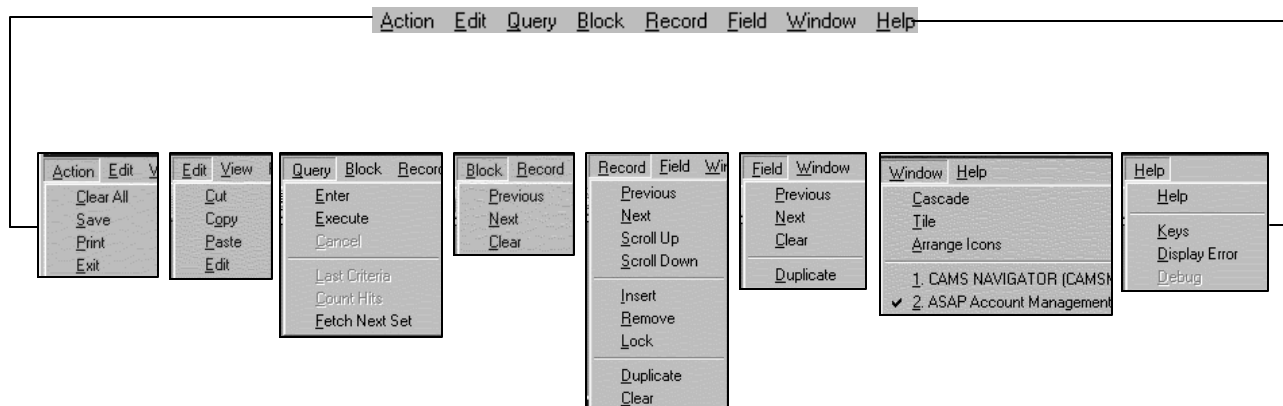 Action Edit Query Block Record Field Window Help
Action Edit V
Clear All
Save
Print
Exit
Edit View
Cut
Copy
Paste
Edit
Query Block Recor
Enter
Execute
Cancel
Last Criteria
Count Hits
Fetch Next Set
Block Record
Previous
Next
Clear
Record Field Wi
Previous
Next
Scroll Up
Scroll Down
Insert
Remove
Lock
Duplicate
Clear
Field Window
Previous
Next
Clear
Duplicate
Window Help
Cascade
Tile
Arrange Icons
1. CAMS NAVIGATOR (CAMSN
✔ 2. ASAP Account Management
Help
Help
Keys
Display Error
Debug